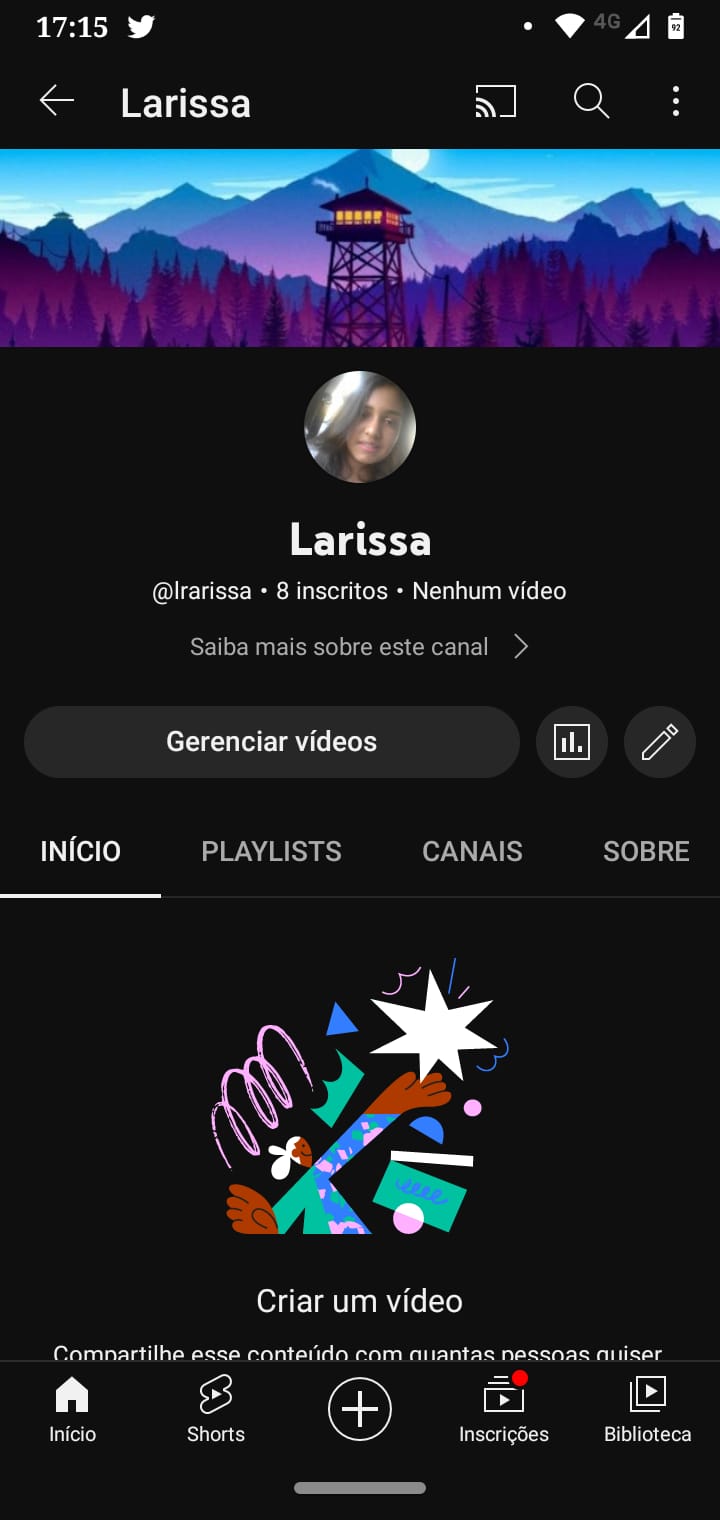 17:15
4G
92
Larissa
Larissa
@lrarissa • 8 inscritos • Nenhum vídeo
Saiba mais sobre este canal
Gerenciar vídeos
INÍCIO PLAYLISTS CANAIS SOBRE
Criar um vídeo
Compartilhe esse conteúdo com quantas pessoas quiser
Início Shorts Inscrições Biblioteca